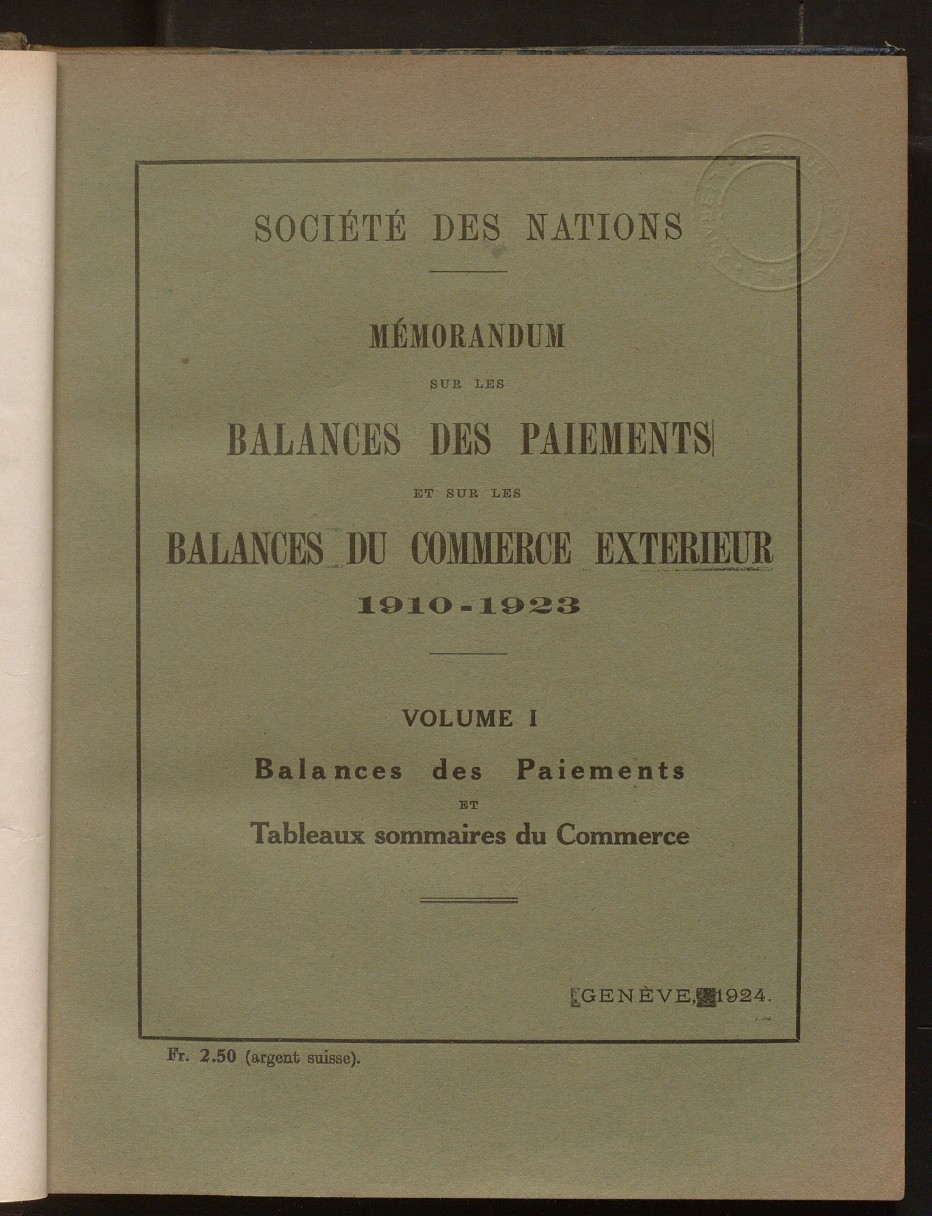 SOCIÉTÉ DES NATIONS
MÉMORANDUM
SUR LES
BALANCES DES PAIEMENTS
ET SUR LES
BALANCES DU COMMERCE EXTERIEUR
1910-1923
VOLUME I
Balances des Paiements
ET
Tableaux sommaires du Commerce
GENÈVE, 1924.
Fr. 2.50 (argent suisse).